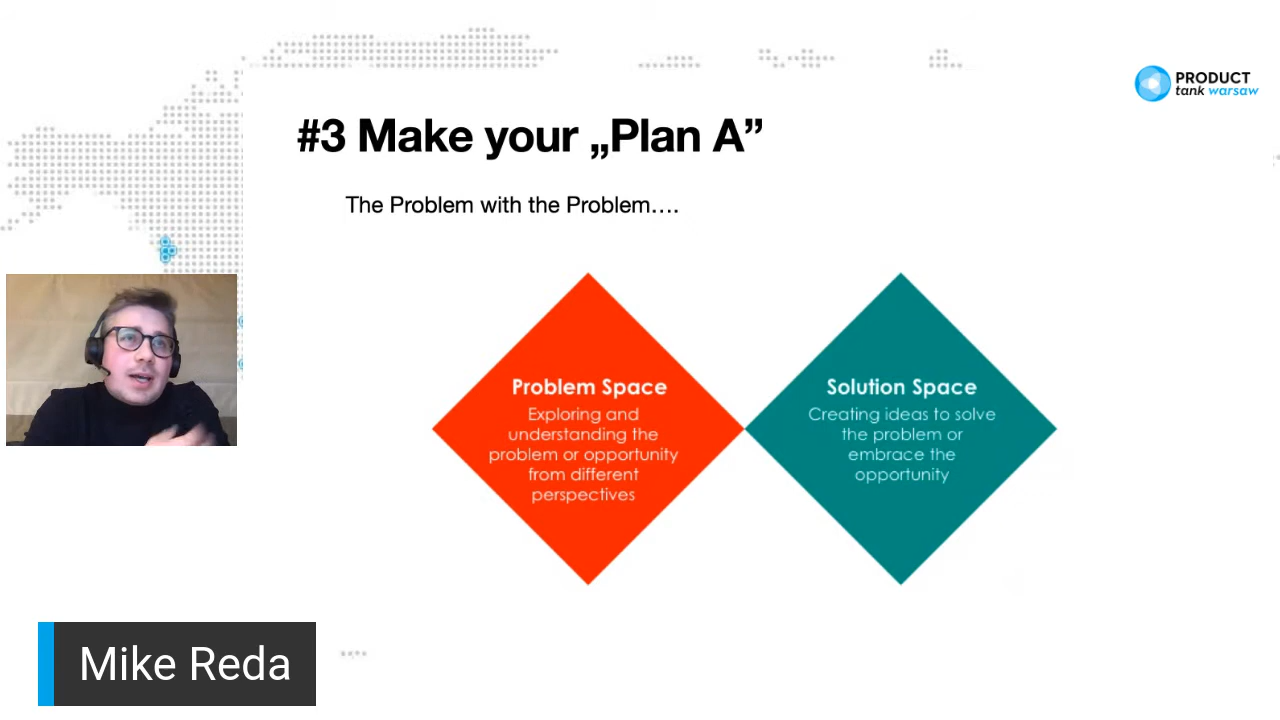 PRODUCT
tank warsaw
#3 Make your „Plan A”
The Problem with the Problem....
Problem Space
Exploring and
understanding the
problem or opportunity
from different
perspectives
Solution Space
Creating ideas to solve
the problem or
embrace the
opportunity
Mike Reda